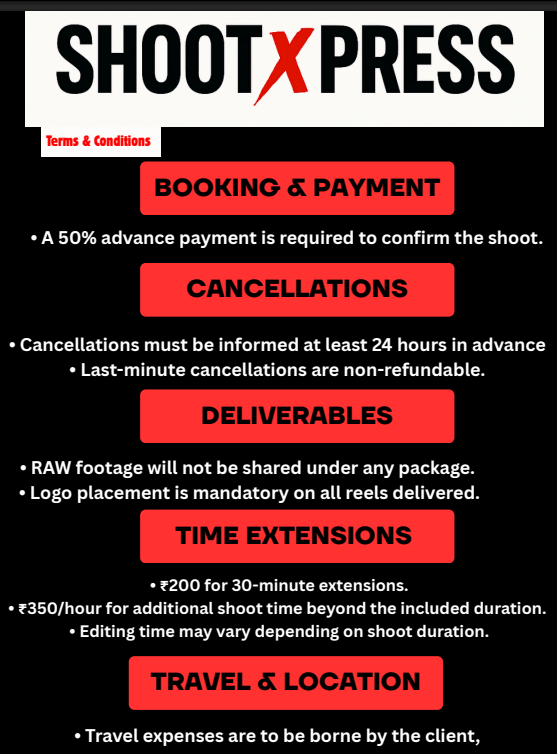 SHOOTXPRESS
Terms & Conditions
BOOKING & PAYMENT
• A 50% advance payment is required to confirm the shoot.
CANCELLATIONS
• Cancellations must be informed at least 24 hours in advance
• Last-minute cancellations are non-refundable.
DELIVERABLES
• RAW footage will not be shared under any package.
• Logo placement is mandatory on all reels delivered.
TIME EXTENSIONS
• ₹200 for 30-minute extensions.
• ₹350/hour for additional shoot time beyond the included duration.
• Editing time may vary depending on shoot duration.
TRAVEL & LOCATION
• Travel expenses are to be borne by the client,